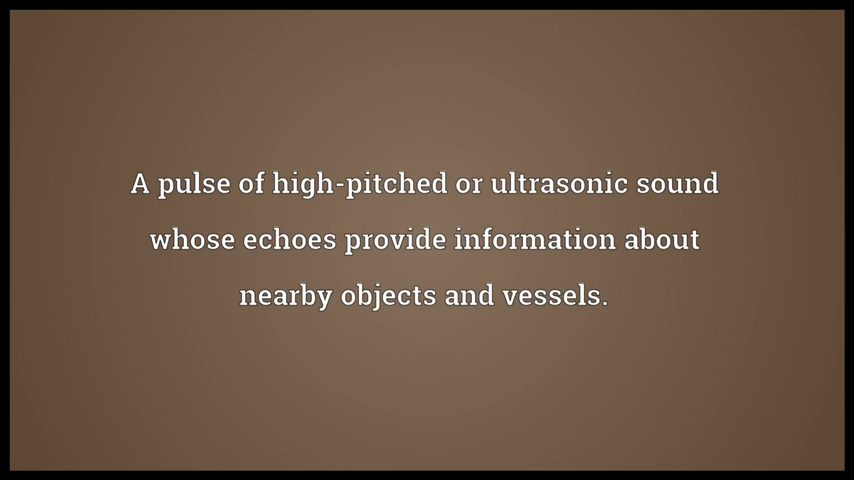 A pulse of high-pitched or ultrasonic sound
whose echoes provide information about
nearby objects and vessels.